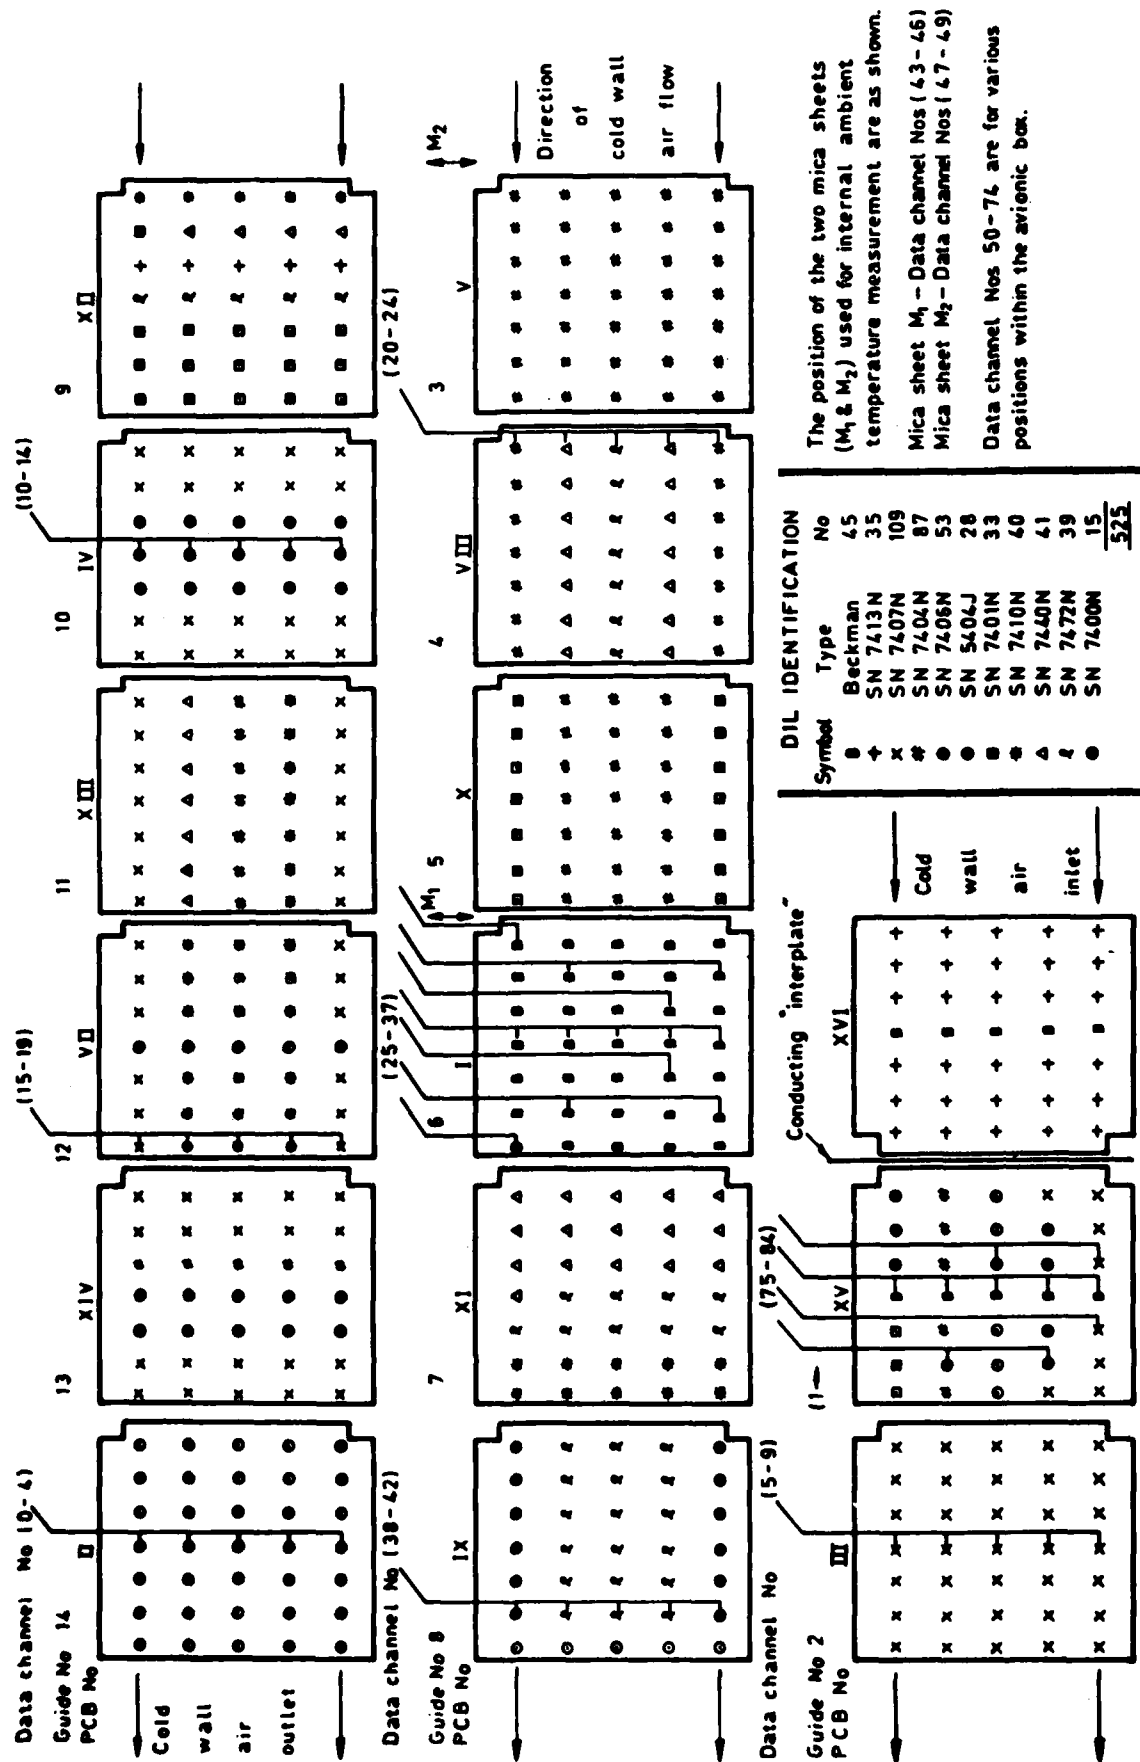 Data channel No (0-4)
(15-19)
(10-14)
Guide No 14
13
12
11
10
9
PCB No
II
XIV
VII
XIII
IV
XII
Cold
wall
air
outlet
Data channel No (38-42)
(25-37)
(20-24)
Guide No 8
7
6
M1
5
4
3
M2
PCB No
IX
XI
I
X
VIII
V
Direction
of
cold wall
air flow
Data channel No (5-9)
(75-84)
Conducting "interplate"
Guide No 2
(1
PCB No
III
XV
XVI
Cold
wall
air
inlet
DIL IDENTIFICATION
Symbol Type No
Beckman 45
+ SN 7413N 35
x SN 7407N 109
# SN 7404N 87
SN 7406N 53
SN 5404J 28
SN 7401N 33
SN 7410N 40
Δ SN 7440N 41
SN 7472N 39
SN 7400N 15
525
The position of the two mica sheets
(M1 & M2) used for internal ambient
temperature measurement are as shown.
Mica sheet M1 – Data channel Nos (43-46)
Mica sheet M2 – Data channel Nos (47-49)
Data channel Nos 50-74 are for various
positions within the avionic box.